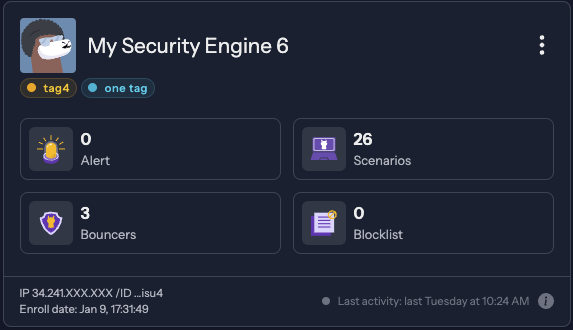 My Security Engine 6
tag4
one tag
0
Alert
26
Scenarios
3
Bouncers
0
Blocklist
IP 34.241.XXX.XXX /ID ...isu4
Enroll date: Jan 9, 17:31:49
Last activity: last Tuesday at 10:24 AM